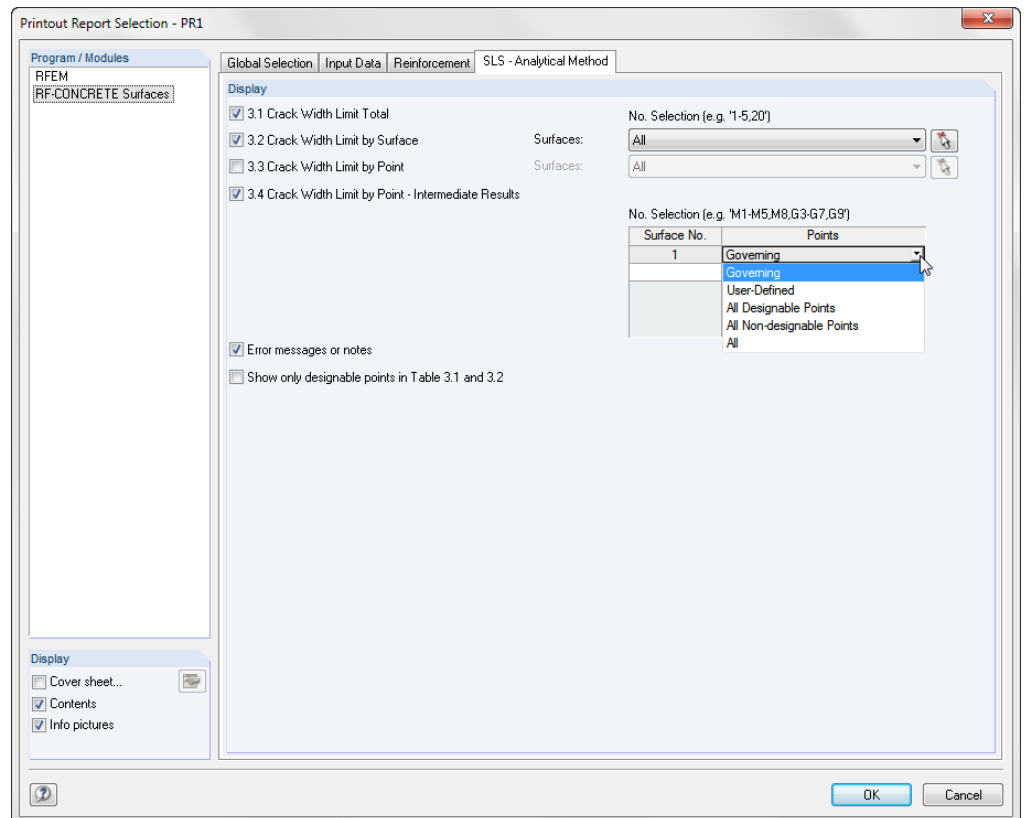 Printout Report Selection - PR1
Program / Modules
RFEM
RF-CONCRETE Surfaces
Global Selection
Input Data
Reinforcement
SLS - Analytical Method
Display
3.1 Crack Width Limit Total
No. Selection (e.g. '1-5,20')
3.2 Crack Width Limit by Surface
Surfaces:
All
3.3 Crack Width Limit by Point
Surfaces:
All
3.4 Crack Width Limit by Point - Intermediate Results
No. Selection (e.g. 'M1-M5,M8,G3-G7,G9')
Surface No.
Points
1
Governing
Governing
User-Defined
All Designable Points
All Non-designable Points
All
Error messages or notes
Show only designable points in Table 3.1 and 3.2
Display
Cover sheet...
Contents
Info pictures
OK
Cancel